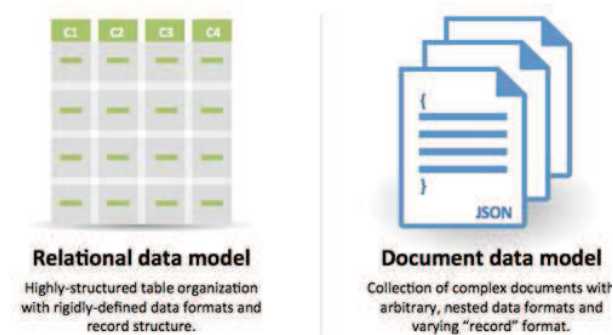 C1 C2 C3 C4
{
}
JSON
Relational data model
Highly-structured table organization
with rigidly-defined data formats and
record structure.
Document data model
Collection of complex documents with
arbitrary, nested data formats and
varying "record" format.